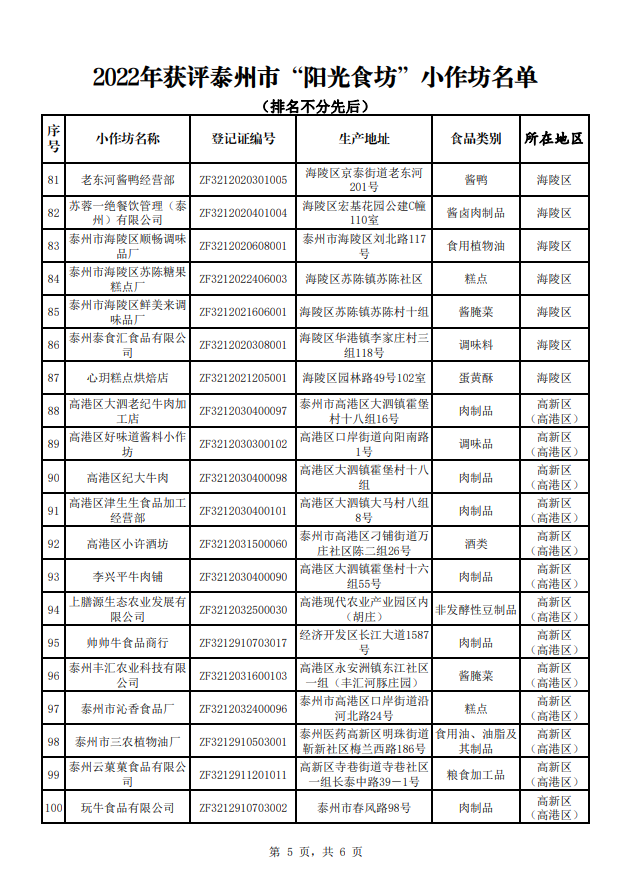 2022年获评泰州市“阳光食坊”小作坊名单
（排名不分先后）
序号 小作坊名称 登记证编号 生产地址 食品类别 所在地区
81 老东河酱鸭经营部 ZF3212020301005 海陵区京泰街道老东河201号 酱鸭 海陵区
82 苏蓉一绝餐饮管理（泰州）有限公司 ZF3212020401004 海陵区宏基花园公建C幢110室 酱卤肉制品 海陵区
83 泰州市海陵区顺畅调味品厂 ZF3212020608001 泰州市海陵区刘北路117号 食用植物油 海陵区
84 泰州市海陵区苏陈糖果糕点厂 ZF3212022406003 海陵区苏陈镇苏陈社区 糕点 海陵区
85 泰州市海陵区鲜美来调味品厂 ZF3212021606001 海陵区苏陈镇苏陈村十组 酱腌菜 海陵区
86 泰州泰食汇食品有限公司 ZF3212020308001 海陵区华港镇李家庄村三组118号 调味料 海陵区
87 心玥糕点烘焙店 ZF3212021205001 海陵区园林路49号102室 蛋黄酥 海陵区
88 高港区大泗老纪牛肉加工店 ZF3212030400097 泰州市高港区大泗镇霍堡村十八组16号 肉制品 高新区（高港区）
89 高港区好味道酱料小作坊 ZF3212030300102 高港区口岸街道向阳南路1号 调味品 高新区（高港区）
90 高港区纪大牛肉 ZF3212030400098 高港区大泗镇霍堡村十八组 肉制品 高新区（高港区）
91 高港区津生生食品加工经营部 ZF3212030400101 高港区大泗镇大马村八组8号 肉制品 高新区（高港区）
92 高港区小许酒坊 ZF3212031500060 泰州市高港区刁铺街道万庄社区陈二组26号 酒类 高新区（高港区）
93 李兴平牛肉铺 ZF3212030400090 高港区大泗镇霍堡村十六组55号 肉制品 高新区（高港区）
94 上膳源生态农业发展有限公司 ZF3212032500030 高港现代农业产业园区内（胡庄） 非发酵性豆制品 高新区（高港区）
95 帅帅牛食品商行 ZF3212910703017 经济开发区长江大道1587号 肉制品 高新区（高港区）
96 泰州丰汇农业科技有限公司 ZF3212031600103 高港区永安洲镇东江社区一组（丰汇河豚庄园） 酱腌菜 高新区（高港区）
97 泰州市沁香食品厂 ZF3212032400096 泰州市高港区口岸街道沿河北路24号 糕点 高新区（高港区）
98 泰州市三农植物油厂 ZF3212910503001 泰州医药高新区明珠街道靳新社区梅兰西路186号 食用油、油脂及其制品 高新区（高港区）
99 泰州云菓菓食品有限公司 ZF3212911201011 高新区寺巷街道寺巷社区一组长泰中路39－1号 粮食加工品 高新区（高港区）
100 玩牛食品有限公司 ZF3212910703002 泰州市春风路98号 肉制品 高新区（高港区）
第 5 页，共 6 页